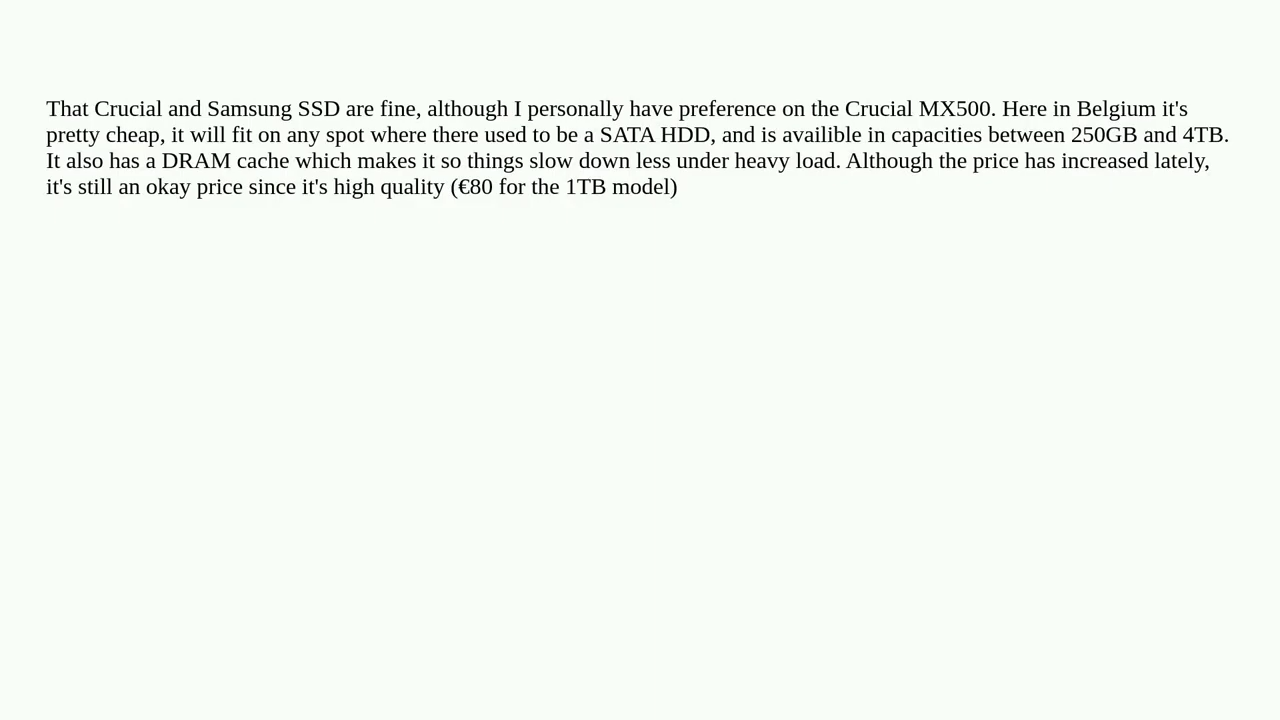 That Crucial and Samsung SSD are fine, although I personally have preference on the Crucial MX500. Here in Belgium it's
pretty cheap, it will fit on any spot where there used to be a SATA HDD, and is availible in capacities between 250GB and 4TB.
It also has a DRAM cache which makes it so things slow down less under heavy load. Although the price has increased lately,
it's still an okay price since it's high quality (€80 for the 1TB model)